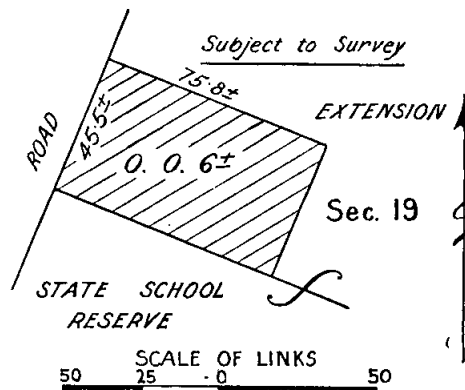 Subject to Survey
75·8±
EXTENSION
ROAD
45·5±
0. 0. 6±
Sec. 19
STATE SCHOOL
RESERVE
SCALE OF LINKS
50 25 0 50